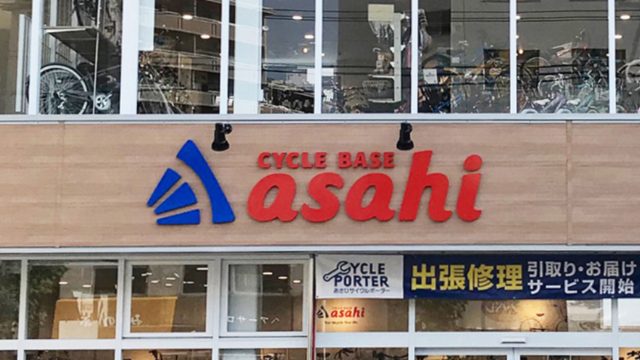 CYCLE BASE
asahi
CYCLE
PORTER
あさひサイクルポーター
出張修理
引取り・お届け
サービス開始
asahi